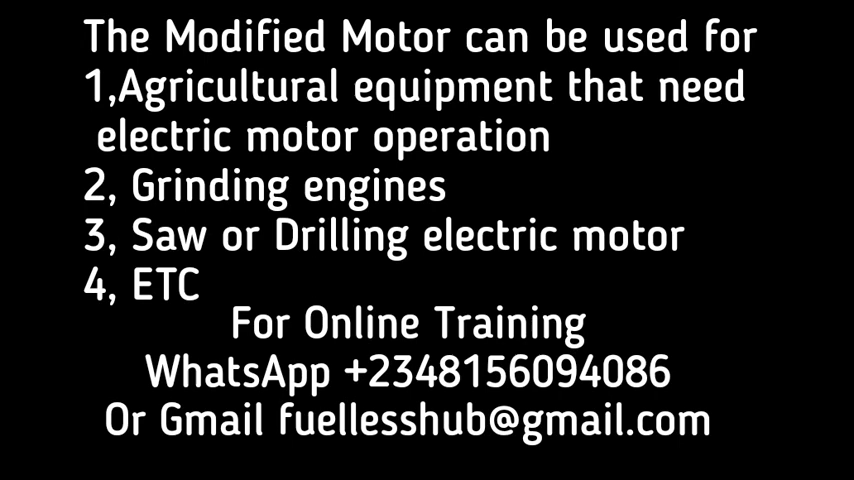 The Modified Motor can be used for
1,Agricultural equipment that need
electric motor operation
2, Grinding engines
3, Saw or Drilling electric motor
4, ETC
For Online Training
WhatsApp +2348156094086
Or Gmail fuellesshub@gmail.com